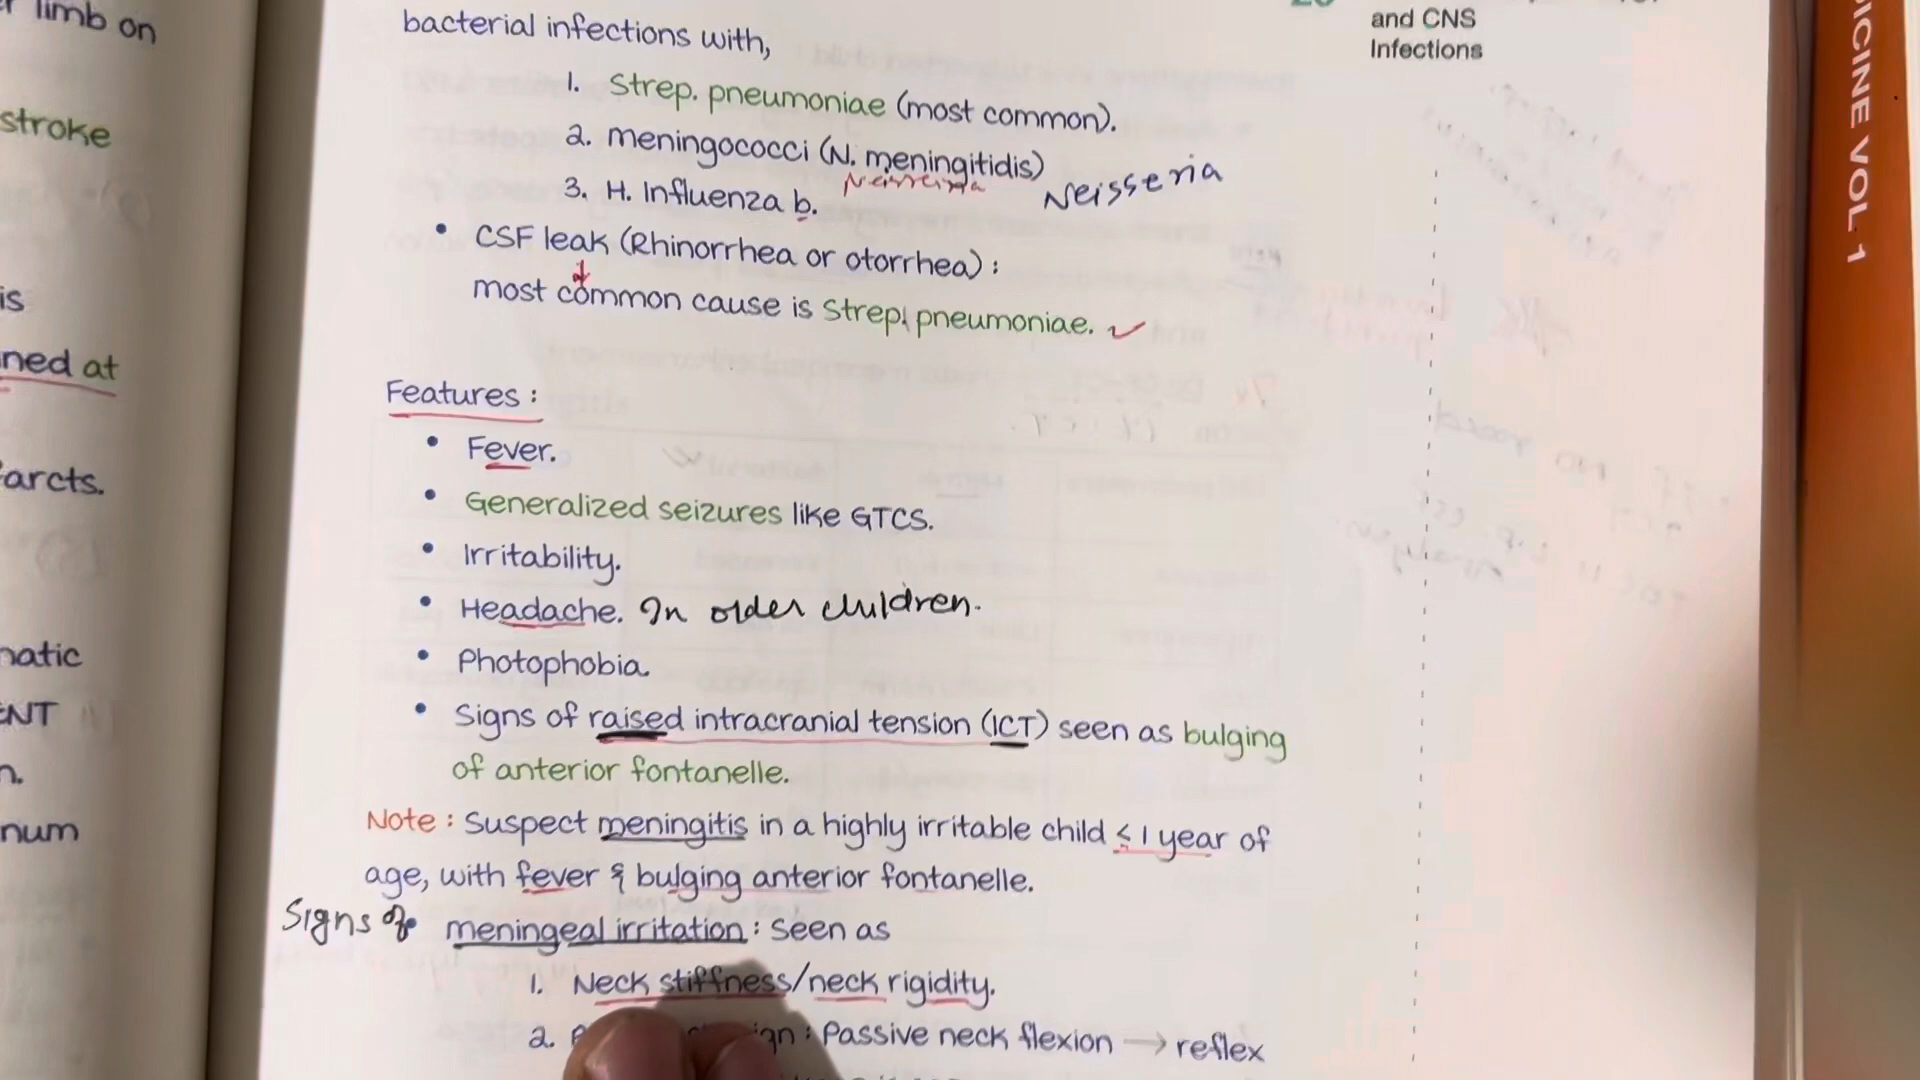 limb on
stroke
is
ned at
arcts.
natic
ENT
n.
num
bacterial infections with,
1. Strep. pneumoniae (most common).
2. meningococci (N. meningitidis)
Neisseria
3. H. Influenza b.
• CSF leak (Rhinorrhea or otorrhea) :
most common cause is Strep. pneumoniae.
Features :
• Fever.
• Generalized seizures like GTCS.
• Irritability.
• Headache. In older children.
• Photophobia.
• Signs of raised intracranial tension (ICT) seen as bulging
of anterior fontanelle.
Note : Suspect meningitis in a highly irritable child ≤ 1 year of
age, with fever & bulging anterior fontanelle.
Signs of meningeal irritation : Seen as
1. Neck stiffness/neck rigidity.
2. : Passive neck flexion → reflex
and CNS
Infections
DICINE VOL 1